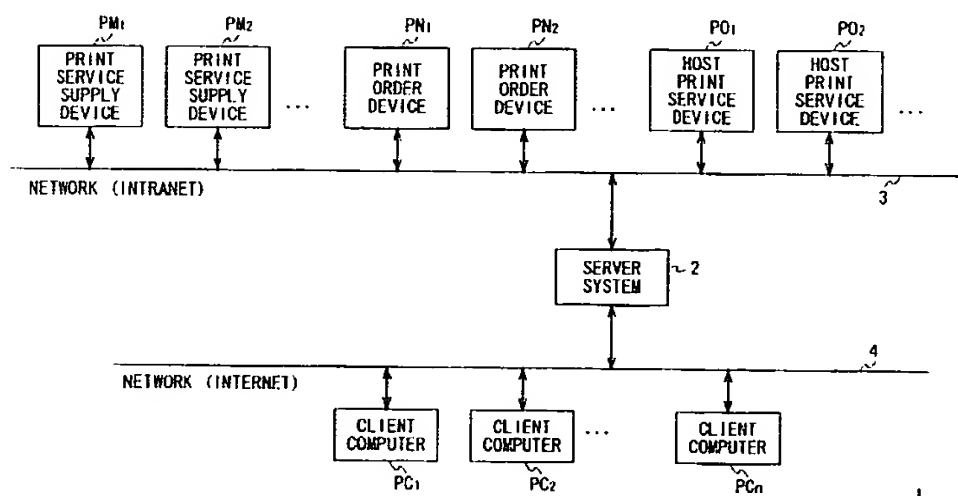 PM1 PM2 PN1 PN2 PO1 PO2
PRINT
SERVICE
SUPPLY
DEVICE
PRINT
SERVICE
SUPPLY
DEVICE
...
PRINT
ORDER
DEVICE
PRINT
ORDER
DEVICE
...
HOST
PRINT
SERVICE
DEVICE
HOST
PRINT
SERVICE
DEVICE
...
NETWORK (INTRANET)
3
SERVER
SYSTEM
2
4
NETWORK (INTERNET)
CLIENT
COMPUTER
CLIENT
COMPUTER
...
CLIENT
COMPUTER
PC1 PC2 PCn
1